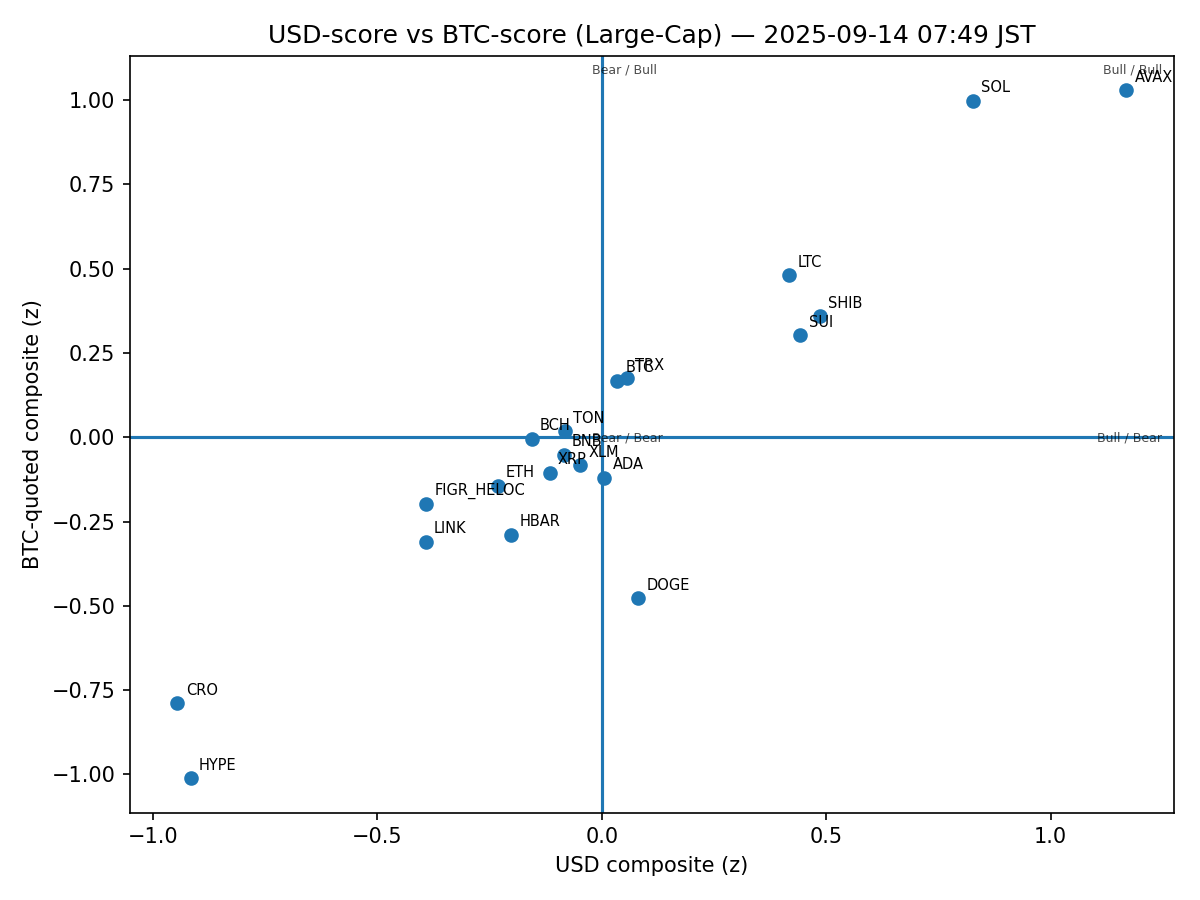 USD-score vs BTC-score (Large-Cap) — 2025-09-14 07:49 JST
Bear / Bull
Bull / Bull
AVAX
SOL
1.00
0.75
0.50
0.25
0.00
−0.25
−0.50
−0.75
−1.00
BTC-quoted composite (z)
LTC
SHIB
SUI
BTC
TRX
TON
BCH
BNB
Bear / Bear
Bull / Bear
XLM
XRP
ADA
ETH
FIGR_HELOC
HBAR
LINK
DOGE
CRO
HYPE
−1.0
−0.5
0.0
0.5
1.0
USD composite (z)